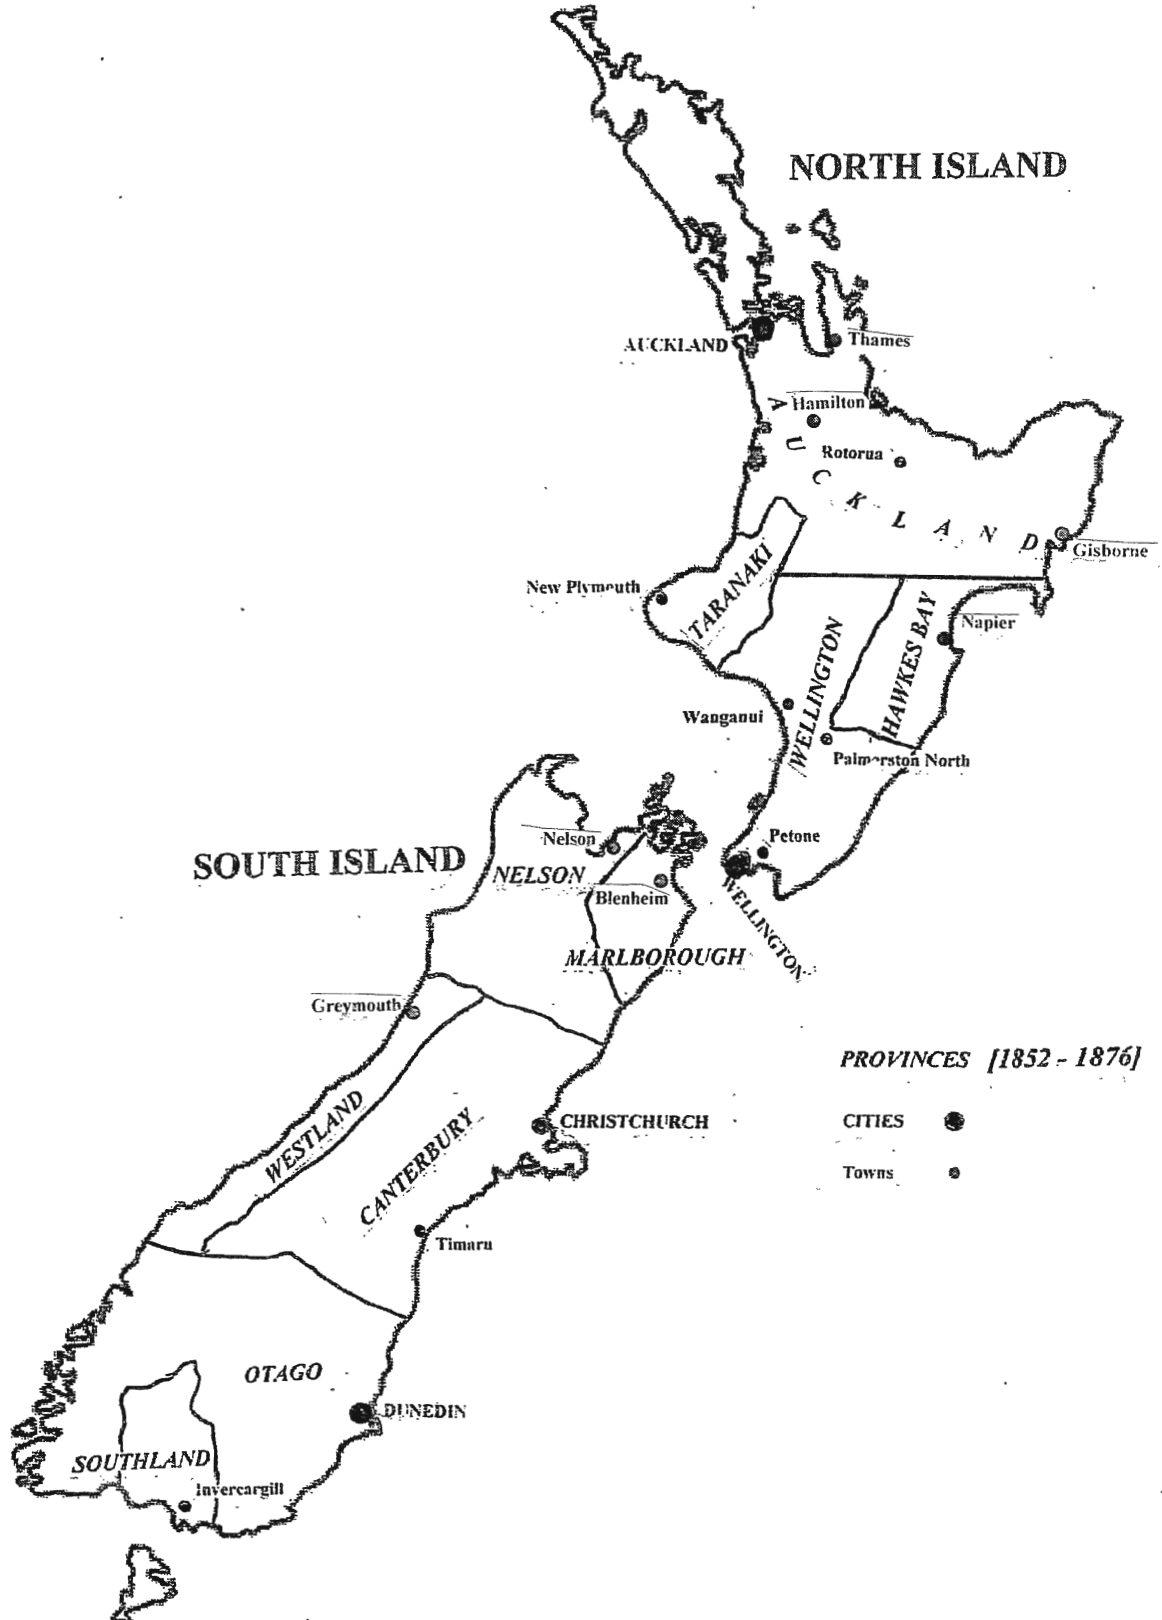 NORTH ISLAND
AUCKLAND
Thames
Hamilton
Rotorua
AUCKLAND
Gisborne
New Plymouth
TARANAKI
Napier
WELLINGTON
HAWKES BAY
Wanganui
Palmerston North
Petone
WELLINGTON
SOUTH ISLAND
Nelson
NELSON
Blenheim
MARLBOROUGH
Greymouth
PROVINCES [1852 - 1876]
CITIES
Towns
WESTLAND
CHRISTCHURCH
CANTERBURY
Timaru
OTAGO
DUNEDIN
SOUTHLAND
Invercargill